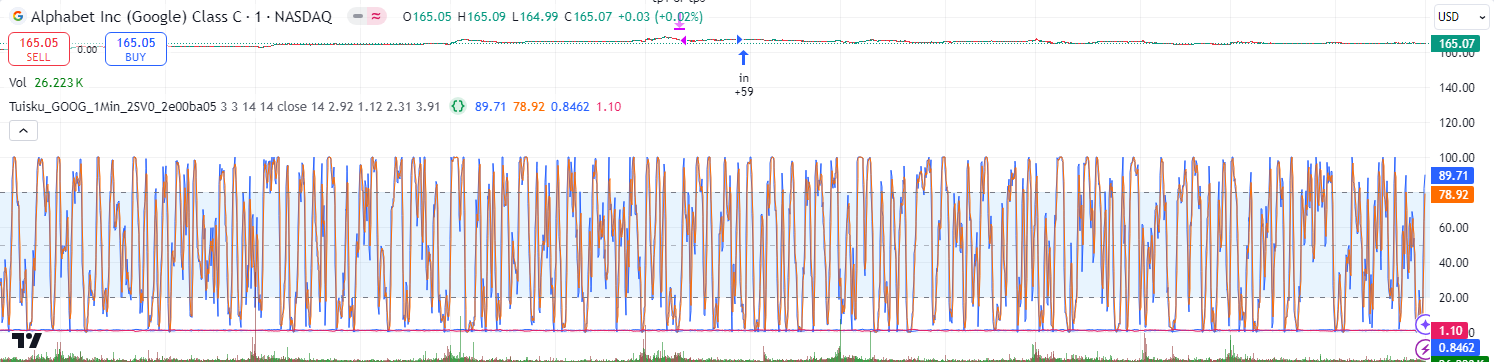 Alphabet Inc (Google) Class C · 1 · NASDAQ O165.05 H165.09 L164.99 C165.07 +0.03 (+0.02%) USD
165.05 SELL 0.00 165.05 BUY
165.07
160.00
Vol 26.223 K
140.00
in
+59
Tuisku_GOOG_1Min_2SV0_2e00ba05 3 3 14 14 close 14 2.92 1.12 2.31 3.91 {} 89.71 78.92 0.8462 1.10
120.00
100.00
89.71
78.92
60.00
40.00
20.00
1.10
0.8462